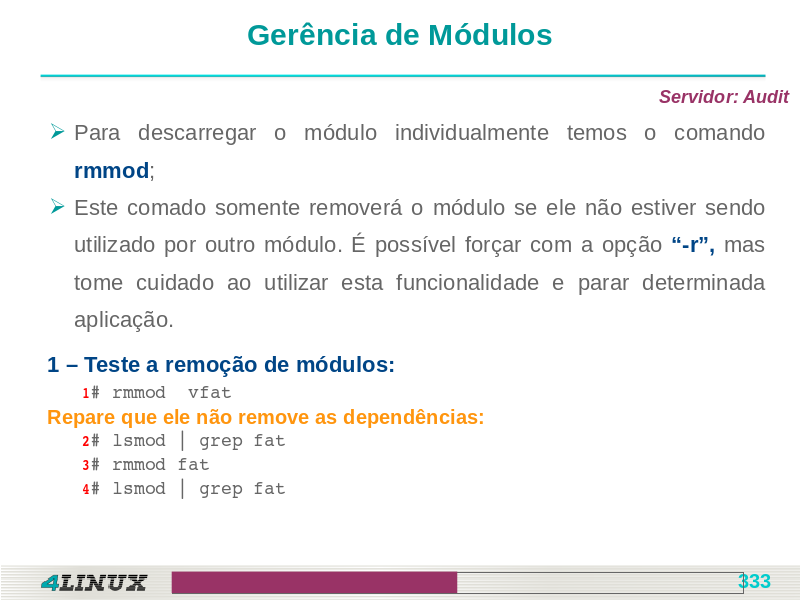 Gerência de Módulos
Servidor: Audit
Para descarregar o módulo individualmente temos o comando
rmmod;
Este comado somente removerá o módulo se ele não estiver sendo
utilizado por outro módulo. É possível forçar com a opção “-r”, mas
tome cuidado ao utilizar esta funcionalidade e parar determinada
aplicação.
1 – Teste a remoção de módulos:
1# rmmod  vfat
Repare que ele não remove as dependências:
2# lsmod | grep fat
3# rmmod fat
4# lsmod | grep fat
4LINUX
333